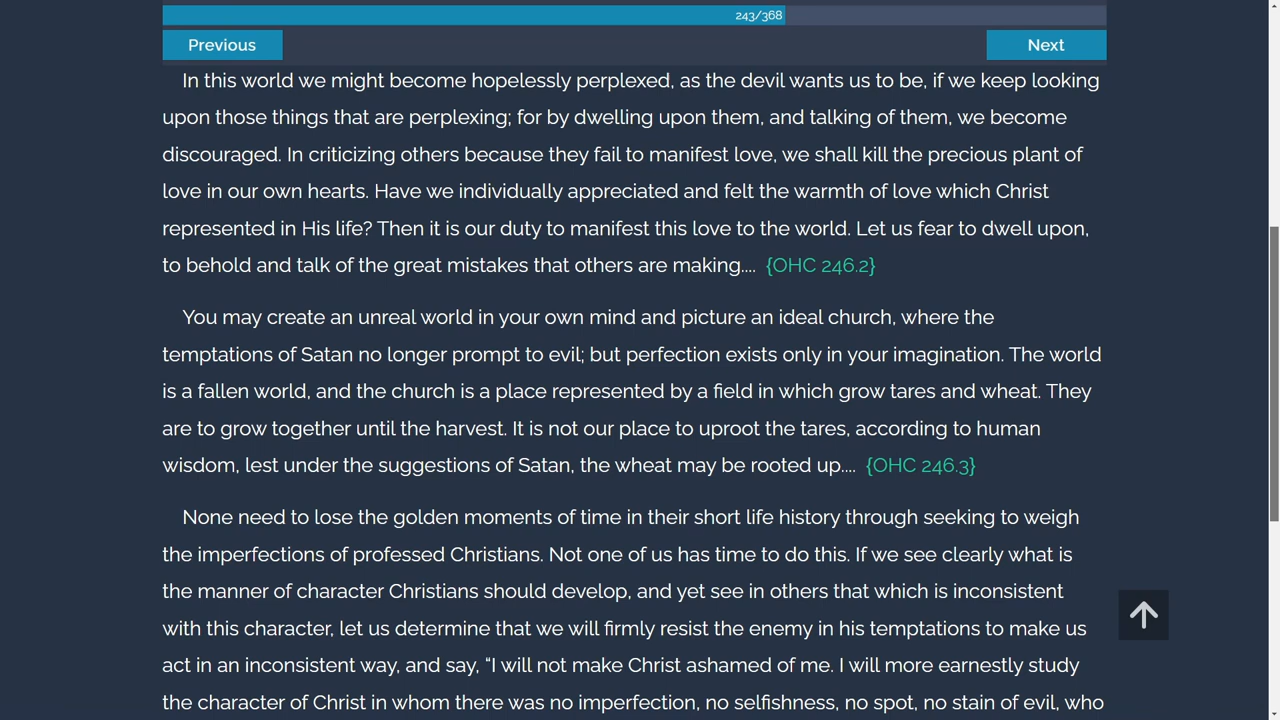 243/368
Previous
Next
In this world we might become hopelessly perplexed, as the devil wants us to be, if we keep looking
upon those things that are perplexing; for by dwelling upon them, and talking of them, we become
discouraged. In criticizing others because they fail to manifest love, we shall kill the precious plant of
love in our own hearts. Have we individually appreciated and felt the warmth of love which Christ
represented in His life? Then it is our duty to manifest this love to the world. Let us fear to dwell upon,
to behold and talk of the great mistakes that others are making.... {OHC 246.2}
You may create an unreal world in your own mind and picture an ideal church, where the
temptations of Satan no longer prompt to evil; but perfection exists only in your imagination. The world
is a fallen world, and the church is a place represented by a field in which grow tares and wheat. They
are to grow together until the harvest. It is not our place to uproot the tares, according to human
wisdom, lest under the suggestions of Satan, the wheat may be rooted up.... {OHC 246.3}
None need to lose the golden moments of time in their short life history through seeking to weigh
the imperfections of professed Christians. Not one of us has time to do this. If we see clearly what is
the manner of character Christians should develop, and yet see in others that which is inconsistent
with this character, let us determine that we will firmly resist the enemy in his temptations to make us
act in an inconsistent way, and say, “I will not make Christ ashamed of me. I will more earnestly study
the character of Christ in whom there was no imperfection, no selfishness, no spot, no stain of evil, who